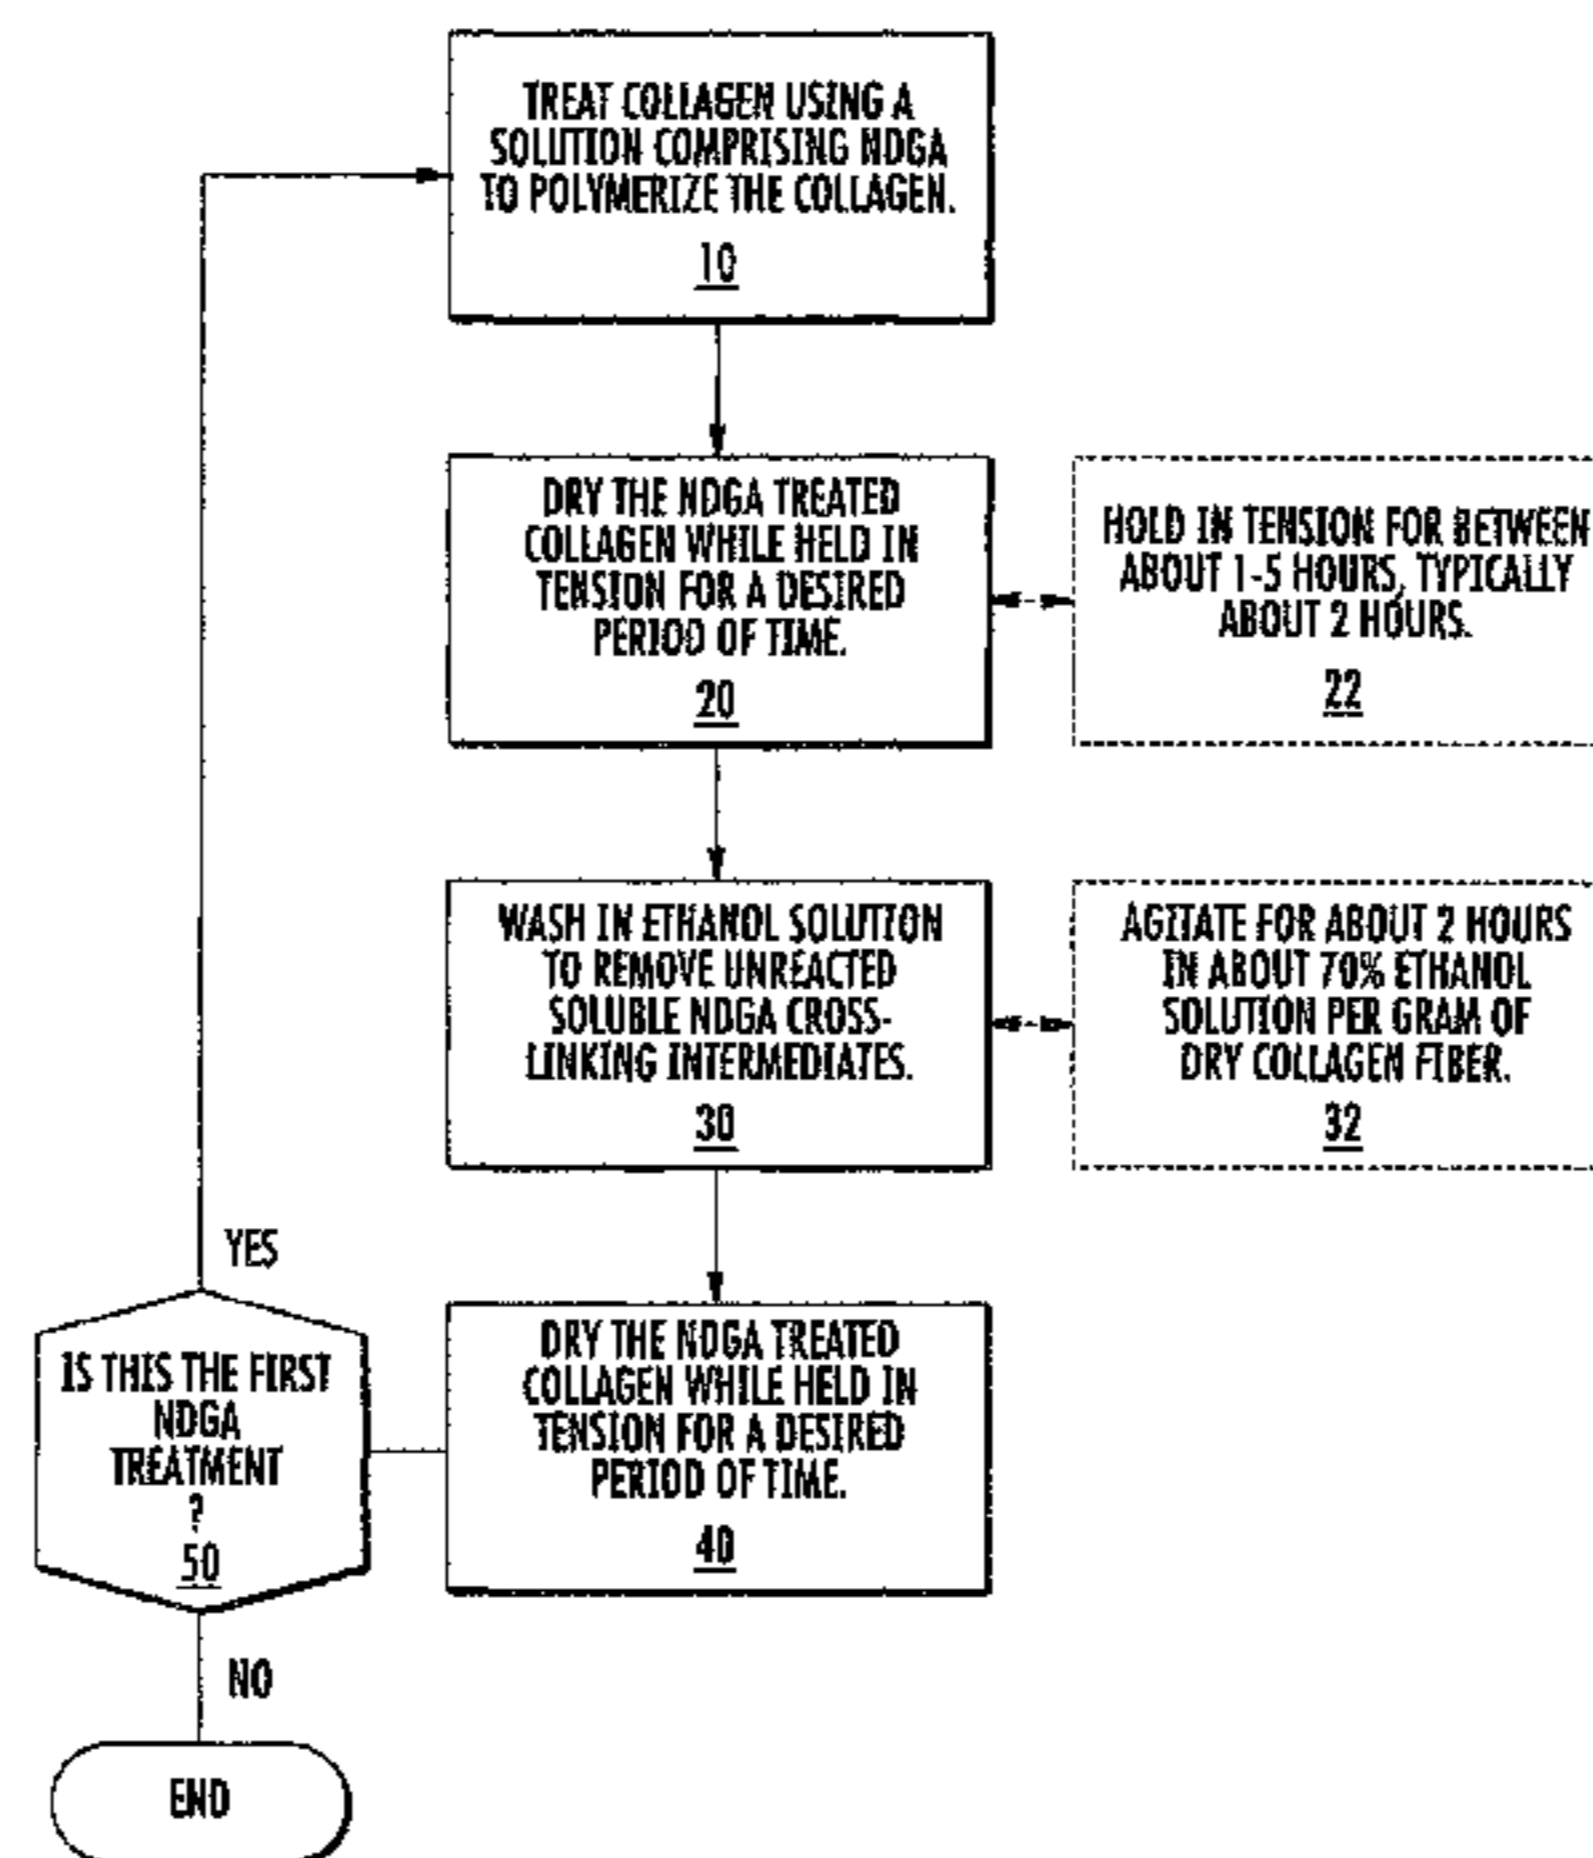 TREAT COLLAGEN USING A
SOLUTION COMPRISING NDGA
TO POLYMERIZE THE COLLAGEN.
10
DRY THE NDGA TREATED
COLLAGEN WHILE HELD IN
TENSION FOR A DESIRED
PERIOD OF TIME.
20
HOLD IN TENSION FOR BETWEEN
ABOUT 1-5 HOURS, TYPICALLY
ABOUT 2 HOURS.
22
WASH IN ETHANOL SOLUTION
TO REMOVE UNREACTED
SOLUBLE NDGA CROSS-
LINKING INTERMEDIATES.
30
AGITATE FOR ABOUT 2 HOURS
IN ABOUT 70% ETHANOL
SOLUTION PER GRAM OF
DRY COLLAGEN FIBER.
32
DRY THE NDGA TREATED
COLLAGEN WHILE HELD IN
TENSION FOR A DESIRED
PERIOD OF TIME.
40
YES
IS THIS THE FIRST
NDGA
TREATMENT
?
50
NO
END